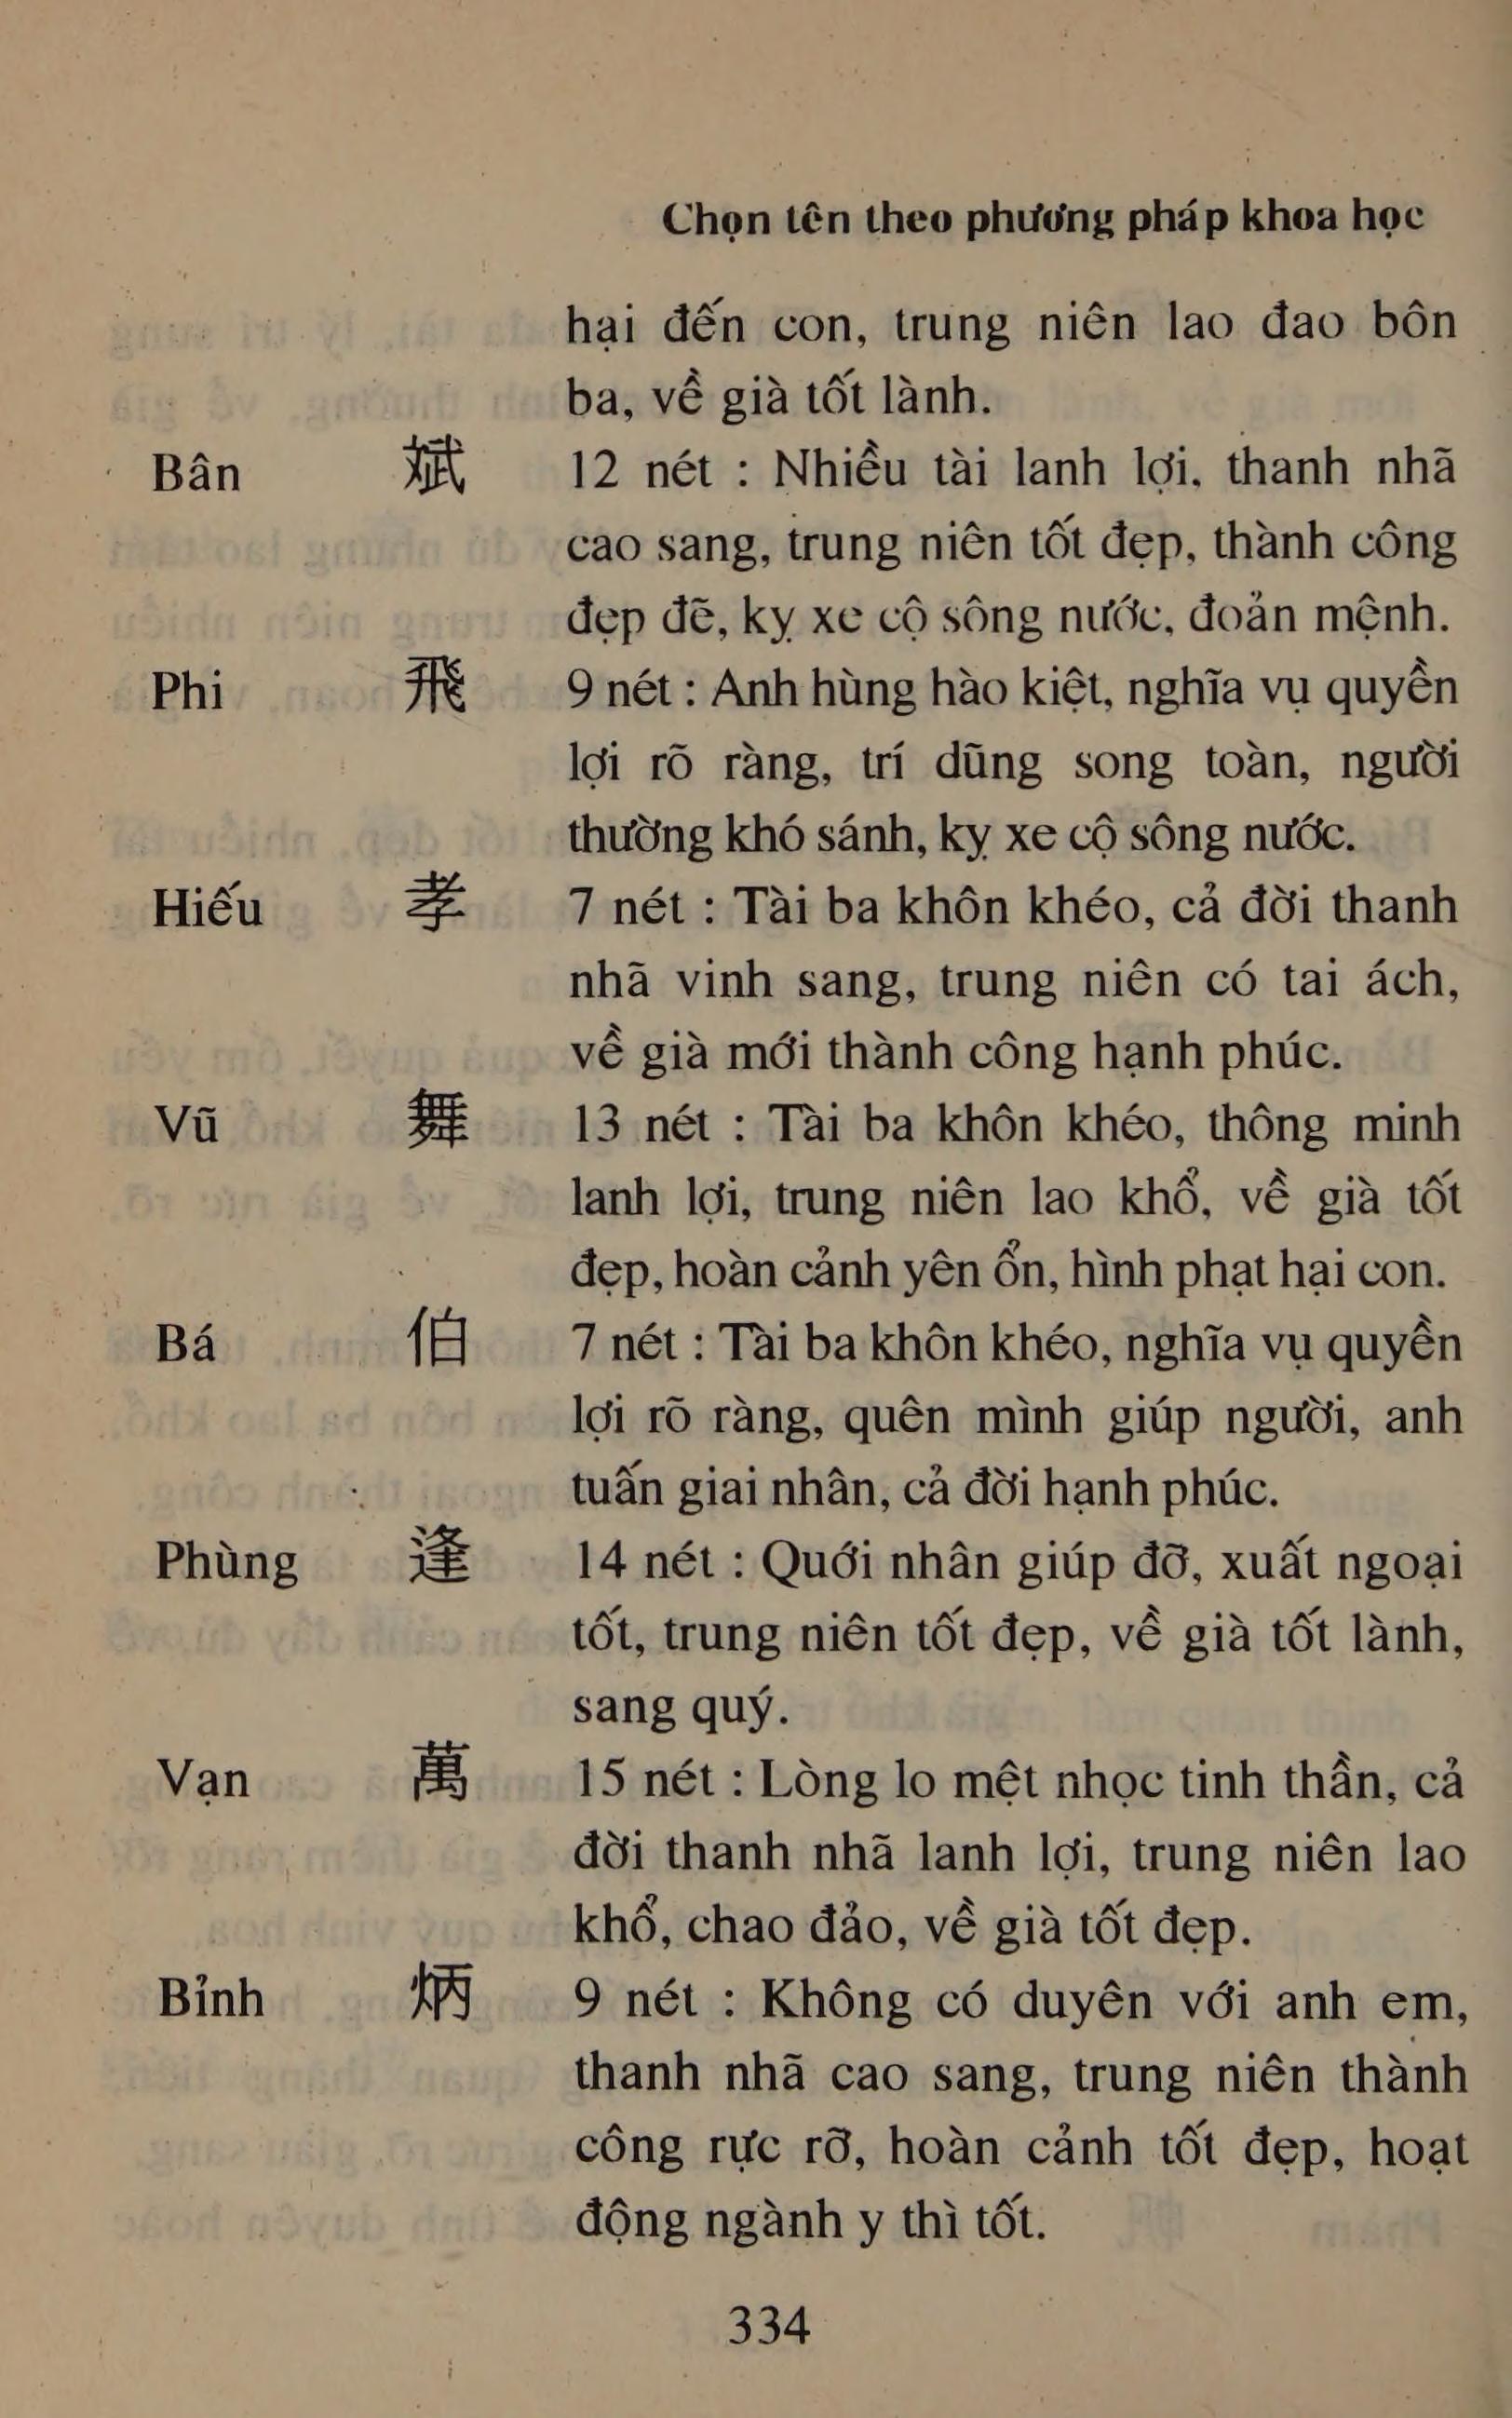 Chọn tên theo phương pháp khoa học
hại đến con, trung niên lao đao bôn
ba, về già tốt lành.
Bân 斌 12 nét : Nhiều tài lanh lợi, thanh nhã
cao sang, trung niên tốt đẹp, thành công
đẹp đẽ, kỵ xe cộ sông nước, đoản mệnh.
Phi 飛 9 nét : Anh hùng hào kiệt, nghĩa vụ quyền
lợi rõ ràng, trí dũng song toàn, người
thường khó sánh, kỵ xe cộ sông nước.
Hiếu 孝 7 nét : Tài ba khôn khéo, cả đời thanh
nhã vinh sang, trung niên có tai ách,
về già mới thành công hạnh phúc.
Vũ 舞 13 nét : Tài ba khôn khéo, thông minh
lanh lợi, trung niên lao khổ, về già tốt
đẹp, hoàn cảnh yên ổn, hình phạt hại con.
Bá 伯 7 nét : Tài ba khôn khéo, nghĩa vụ quyền
lợi rõ ràng, quên mình giúp người, anh
tuấn giai nhân, cả đời hạnh phúc.
Phùng 逢 14 nét : Quới nhân giúp đỡ, xuất ngoại
tốt, trung niên tốt đẹp, về già tốt lành,
sang quý.
Vạn 萬 15 nét : Lòng lo mệt nhọc tinh thần, cả
đời thanh nhã lanh lợi, trung niên lao
khổ, chao đảo, về già tốt đẹp.
Bỉnh 炳 9 nét : Không có duyên với anh em,
thanh nhã cao sang, trung niên thành
công rực rỡ, hoàn cảnh tốt đẹp, hoạt
động ngành y thì tốt.
334